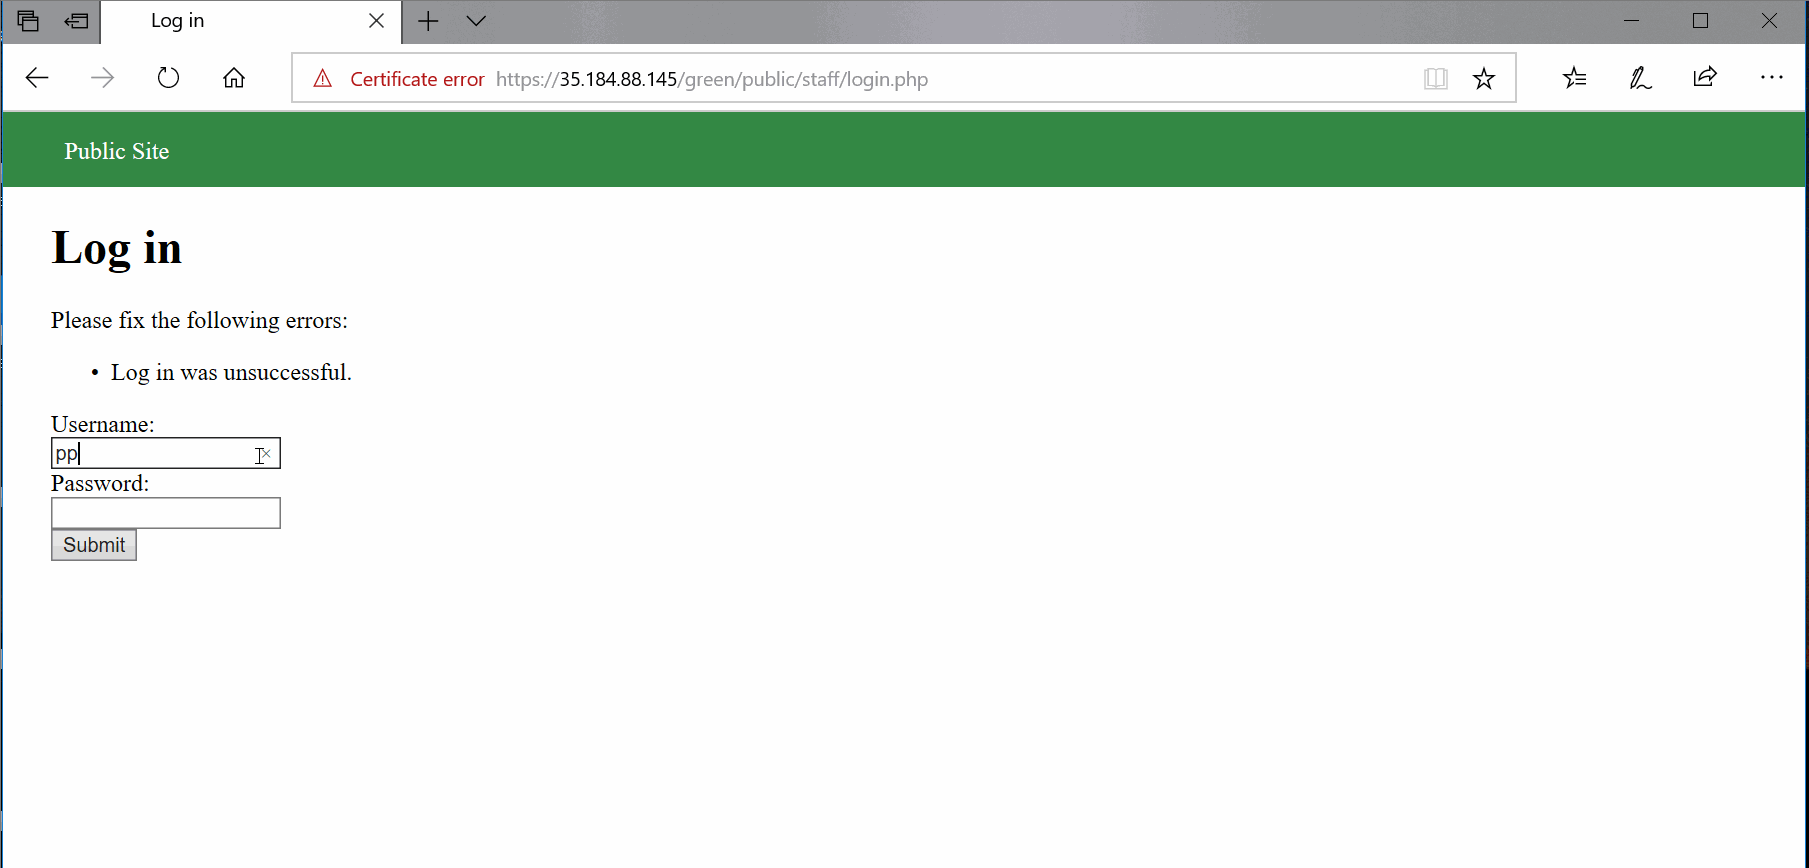 Log in
Certificate error https://35.184.88.145/green/public/staff/login.php
Public Site
Log in
Please fix the following errors:
• Log in was unsuccessful.
Username:
pp
Password:
Submit